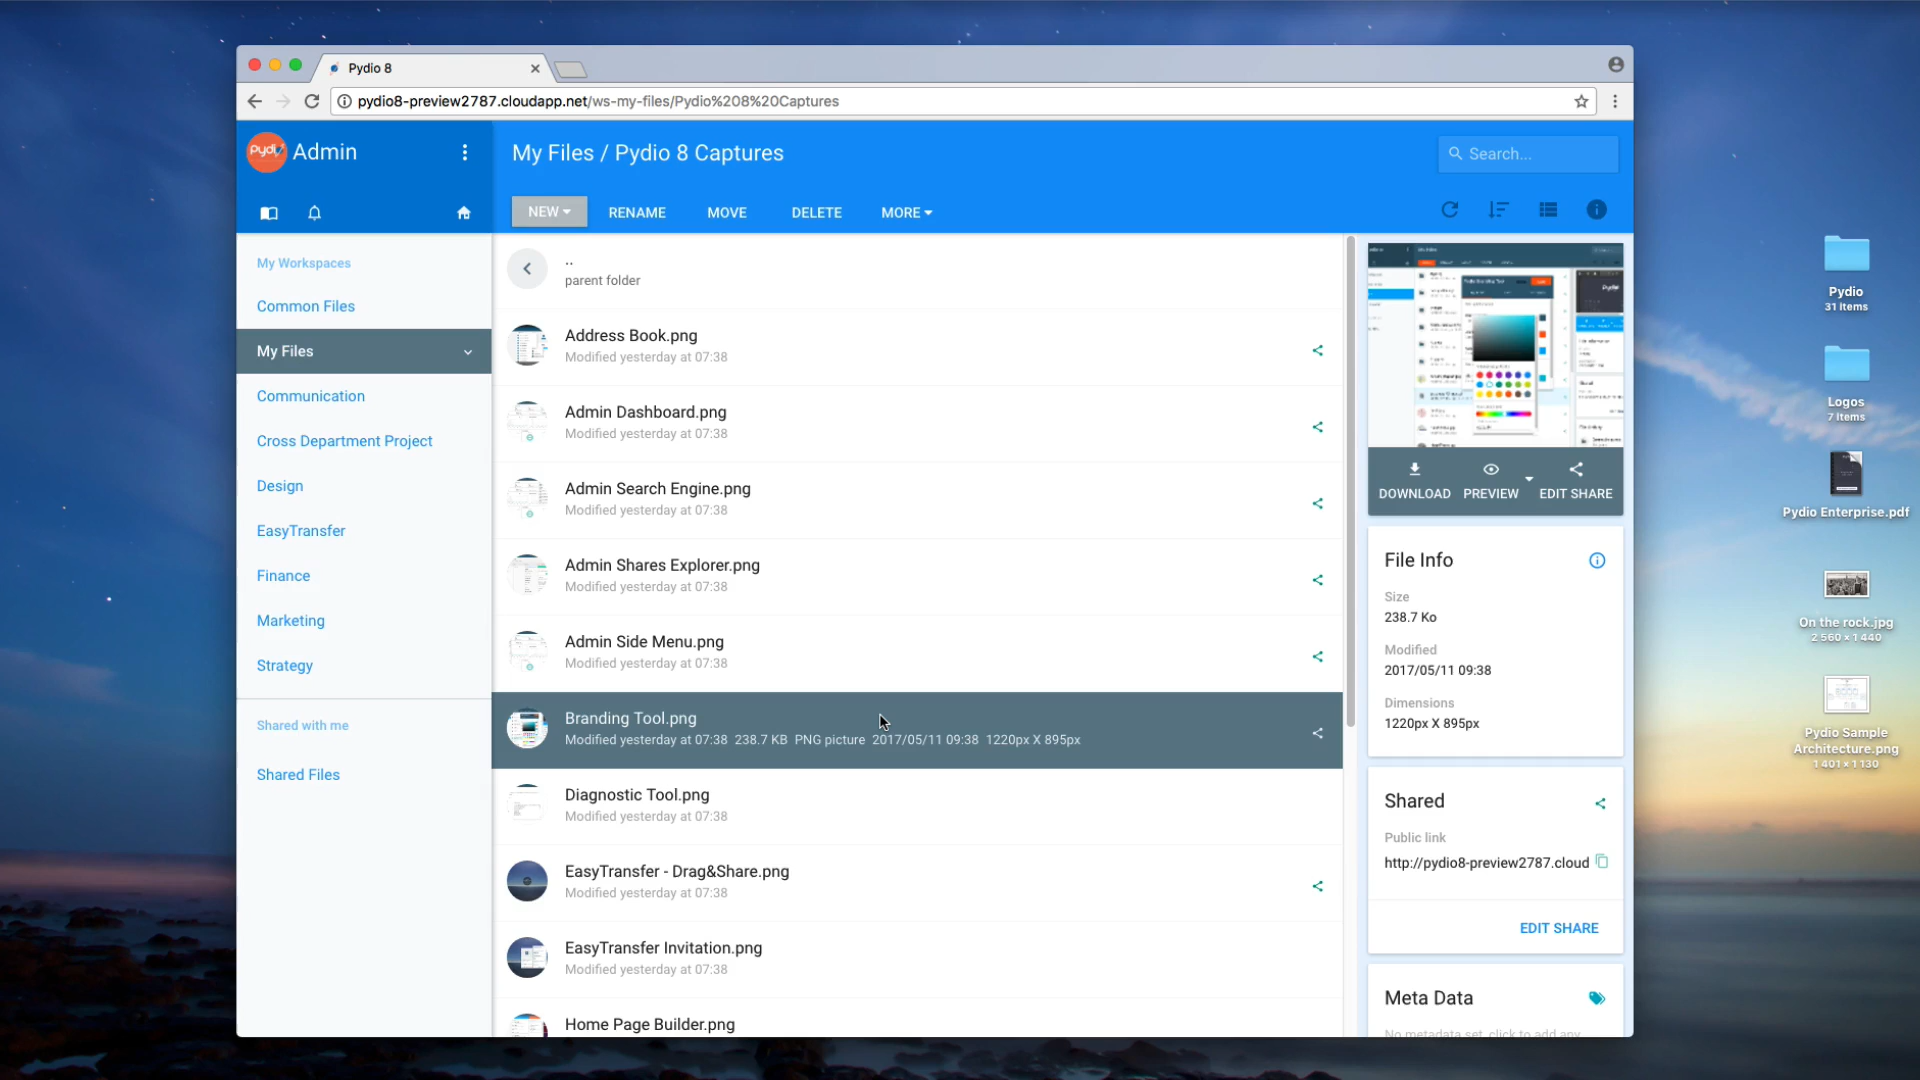 Pydio 8
pydio8-preview2787.cloudapp.net/ws-my-files/Pydio%208%20Captures
Pydio
Admin
My Files / Pydio 8 Captures
Search...
NEW
RENAME
MOVE
DELETE
MORE
My Workspaces
Common Files
My Files
Communication
Cross Department Project
Design
EasyTransfer
Finance
Marketing
Strategy
Shared with me
Shared Files
..
parent folder
Address Book.png
Modified yesterday at 07:38
Admin Dashboard.png
Modified yesterday at 07:38
Admin Search Engine.png
Modified yesterday at 07:38
Admin Shares Explorer.png
Modified yesterday at 07:38
Admin Side Menu.png
Modified yesterday at 07:38
Branding Tool.png
Modified yesterday at 07:38 238.7 KB PNG picture 2017/05/11 09:38 1220px X 895px
Diagnostic Tool.png
Modified yesterday at 07:38
EasyTransfer - Drag&Share.png
Modified yesterday at 07:38
EasyTransfer Invitation.png
Modified yesterday at 07:38
Home Page Builder.png
DOWNLOAD
PREVIEW
EDIT SHARE
File Info
Size
238.7 Ko
Modified
2017/05/11 09:38
Dimensions
1220px X 895px
Shared
Public link
http://pydio8-preview2787.cloud
EDIT SHARE
Meta Data
No metadata set, click to add any
Pydio
31 items
Logos
7 items
Pydio Enterprise.pdf
On the rock.jpg
2 560 × 1 440
Pydio Sample
Architecture.png
1 401 × 1 130